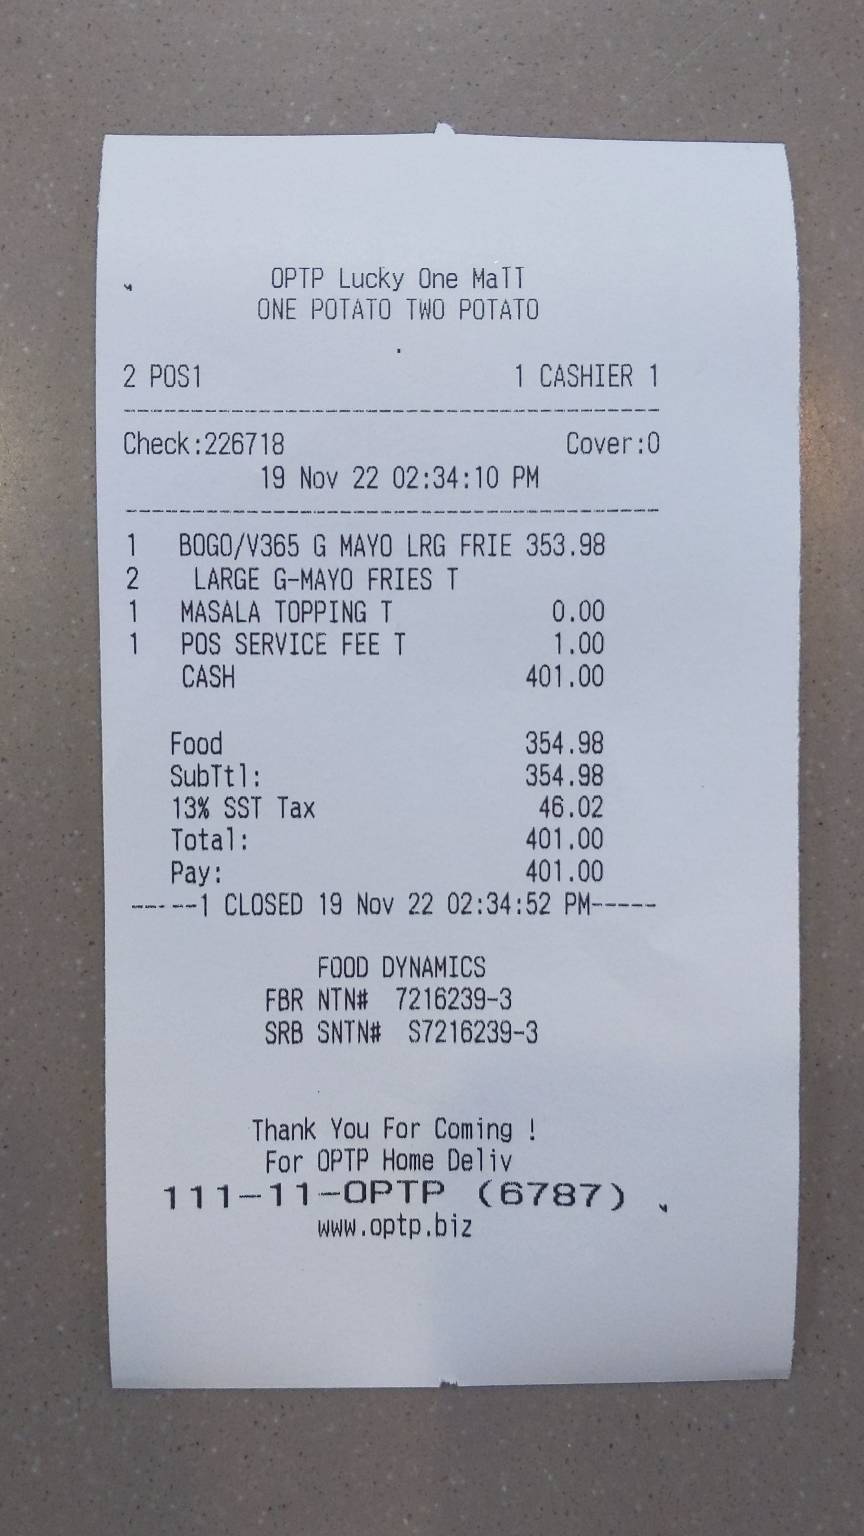 OPTP Lucky One Mall
ONE POTATO TWO POTATO
2 POS1 1 CASHIER 1
Check:226718 Cover:0
19 Nov 22 02:34:10 PM
1 BOGO/V365 G MAYO LRG FRIE 353.98
2 LARGE G-MAYO FRIES T
1 MASALA TOPPING T 0.00
1 POS SERVICE FEE T 1.00
CASH 401.00
Food 354.98
SubTtl: 354.98
13% SST Tax 46.02
Total: 401.00
Pay: 401.00
-----1 CLOSED 19 Nov 22 02:34:52 PM-----
FOOD DYNAMICS
FBR NTN# 7216239-3
SRB SNTN# S7216239-3
Thank You For Coming !
For OPTP Home Deliv
111-11-OPTP (6787)
www.optp.biz